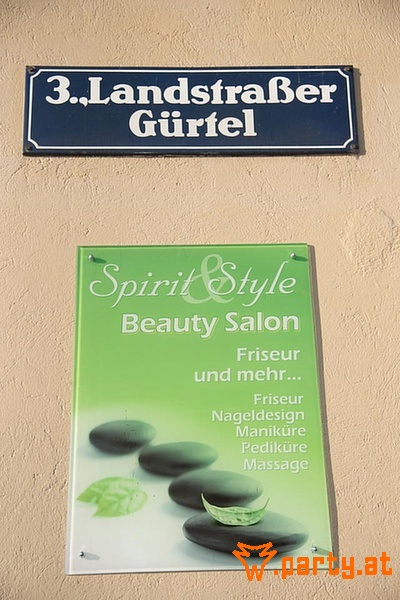 3.,Landstraßer
Gürtel
Spirit & Style
Beauty Salon
Friseur
und mehr...
Friseur
Nageldesign
Maniküre
Pediküre
Massage
w.party.at